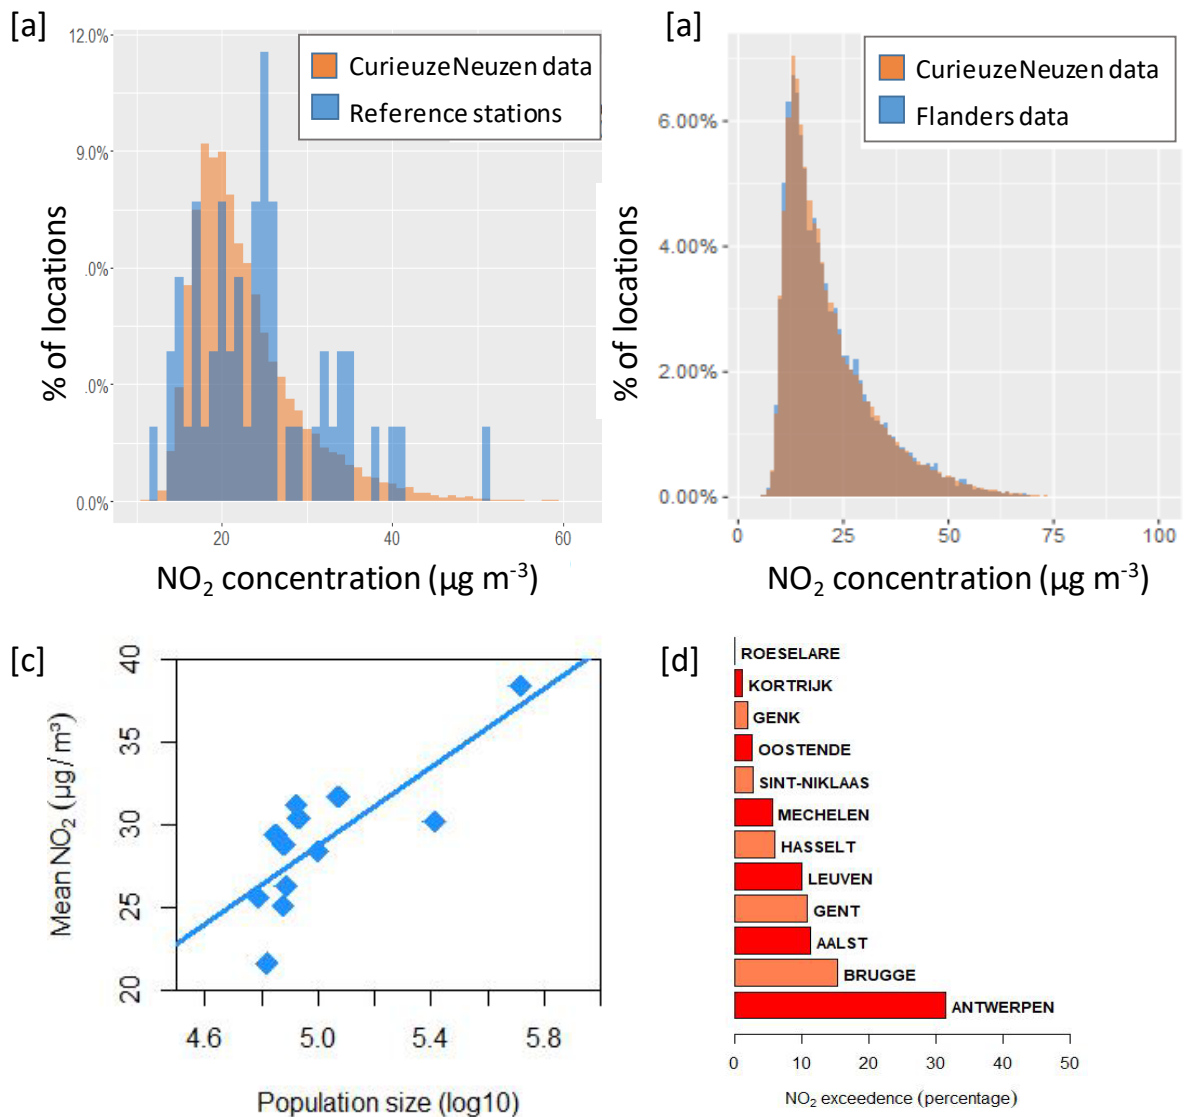 [a]
12.0%
9.0%
.0%
.0%
0.0%
% of locations
CurieuzeNeuzen data
Reference stations
20
40
60
NO₂ concentration (µg m⁻³)
[a]
6.00%
4.00%
2.00%
0.00%
% of locations
CurieuzeNeuzen data
Flanders data
0
25
50
75
100
NO₂ concentration (µg m⁻³)
[c]
40
35
30
25
20
Mean NO₂ (µg/m³)
4.6
5.0
5.4
5.8
Population size (log10)
[d]
ROESELARE
KORTRIJK
GENK
OOSTENDE
SINT-NIKLAAS
MECHELEN
HASSELT
LEUVEN
GENT
AALST
BRUGGE
ANTWERPEN
0
10
20
30
40
50
NO₂ exceedence (percentage)